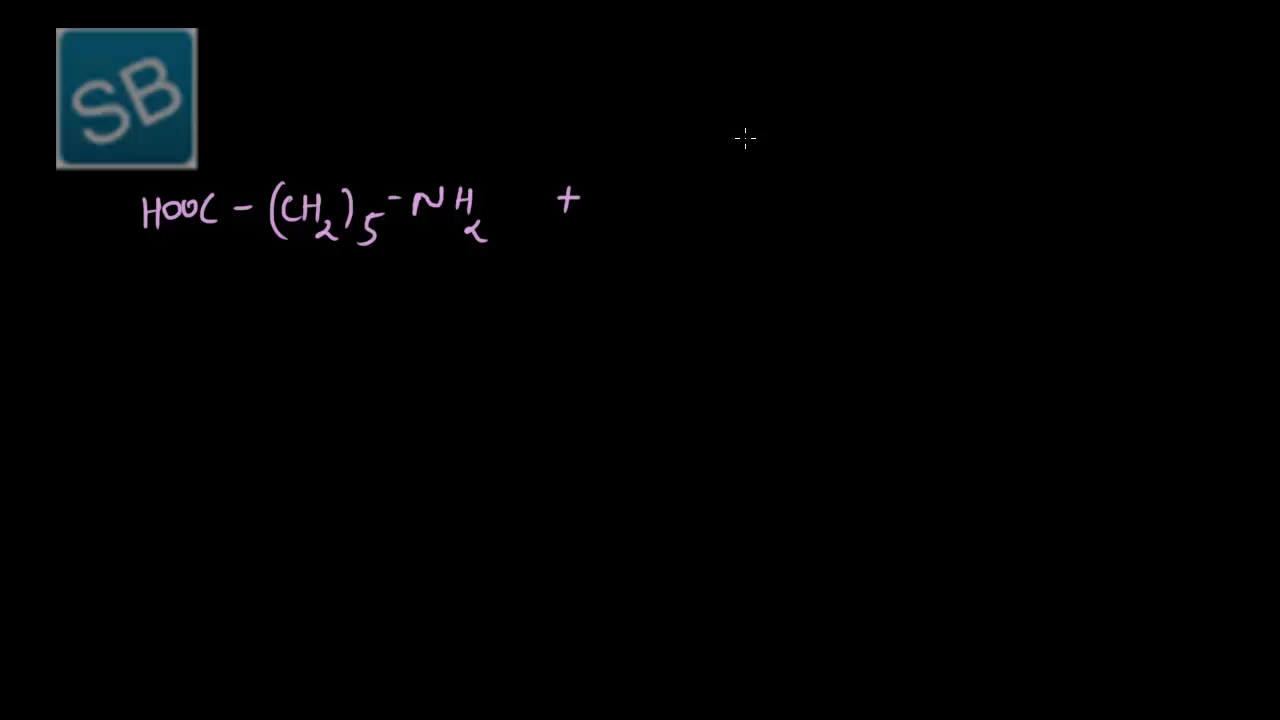 SB
HOOC - (CH₂)₅ - NH₂ +